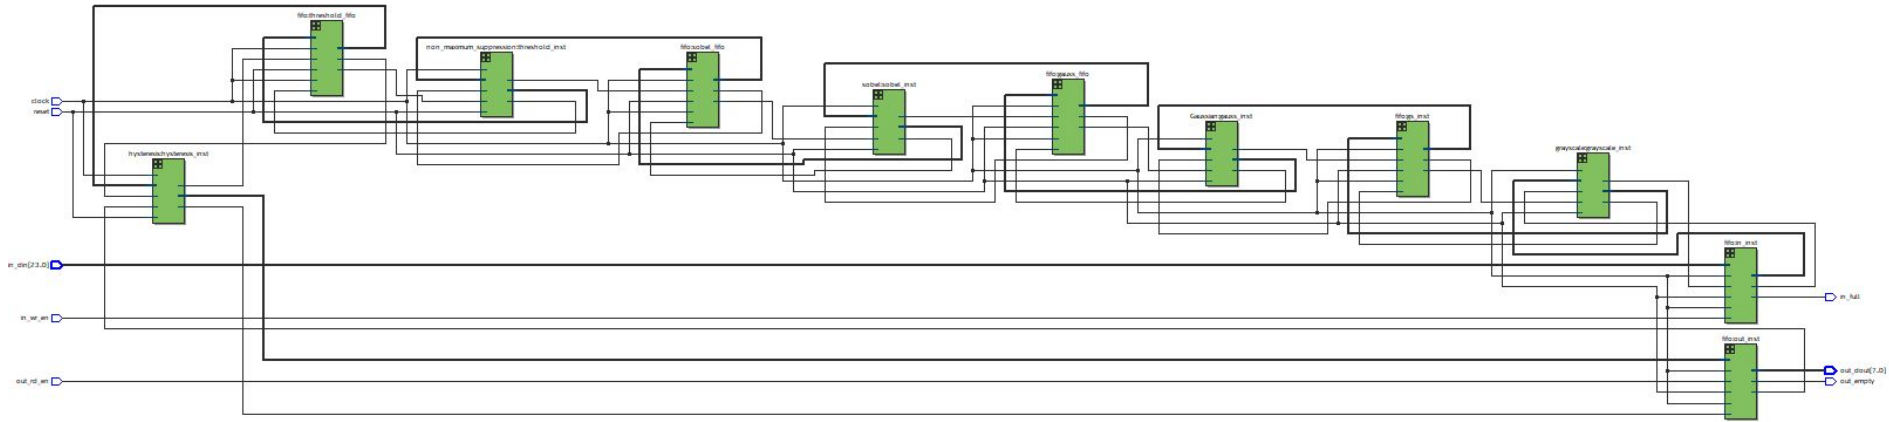 fifo:threshold_fifo
non_maximum_suppression:threshold_inst
fifo:sobel_fifo
fifo:gauss_fifo
sobel:sobel_inst
clock
reset
Gaussian:gauss_inst
fifo:gs_inst
hysteresis:hysteresis_inst
grayscale:grayscale_inst
fifo:in_inst
in_din[23..0]
in_full
in_wr_en
fifo:out_inst
out_dout[7..0]
out_rd_en
out_empty